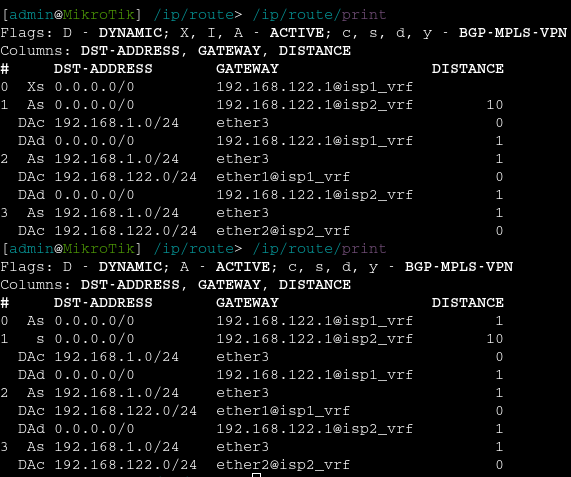 [admin@MikroTik] /ip/route> /ip/route/print
Flags: D - DYNAMIC; X, I, A - ACTIVE; c, s, d, y - BGP-MPLS-VPN
Columns: DST-ADDRESS, GATEWAY, DISTANCE
#     DST-ADDRESS       GATEWAY                 DISTANCE
0  Xs 0.0.0.0/0         192.168.122.1@isp1_vrf
1  As 0.0.0.0/0         192.168.122.1@isp2_vrf        10
  DAc 192.168.1.0/24    ether3                         0
  DAd 0.0.0.0/0         192.168.122.1@isp1_vrf         1
2  As 192.168.1.0/24    ether3                         1
  DAc 192.168.122.0/24  ether1@isp1_vrf                0
  DAd 0.0.0.0/0         192.168.122.1@isp2_vrf         1
3  As 192.168.1.0/24    ether3                         1
  DAc 192.168.122.0/24  ether2@isp2_vrf                0
[admin@MikroTik] /ip/route> /ip/route/print
Flags: D - DYNAMIC; A - ACTIVE; c, s, d, y - BGP-MPLS-VPN
Columns: DST-ADDRESS, GATEWAY, DISTANCE
#     DST-ADDRESS       GATEWAY                 DISTANCE
0  As 0.0.0.0/0         192.168.122.1@isp1_vrf         1
1   s 0.0.0.0/0         192.168.122.1@isp2_vrf        10
  DAc 192.168.1.0/24    ether3                         0
  DAd 0.0.0.0/0         192.168.122.1@isp1_vrf         1
2  As 192.168.1.0/24    ether3                         1
  DAc 192.168.122.0/24  ether1@isp1_vrf                0
  DAd 0.0.0.0/0         192.168.122.1@isp2_vrf         1
3  As 192.168.1.0/24    ether3                         1
  DAc 192.168.122.0/24  ether2@isp2_vrf                0